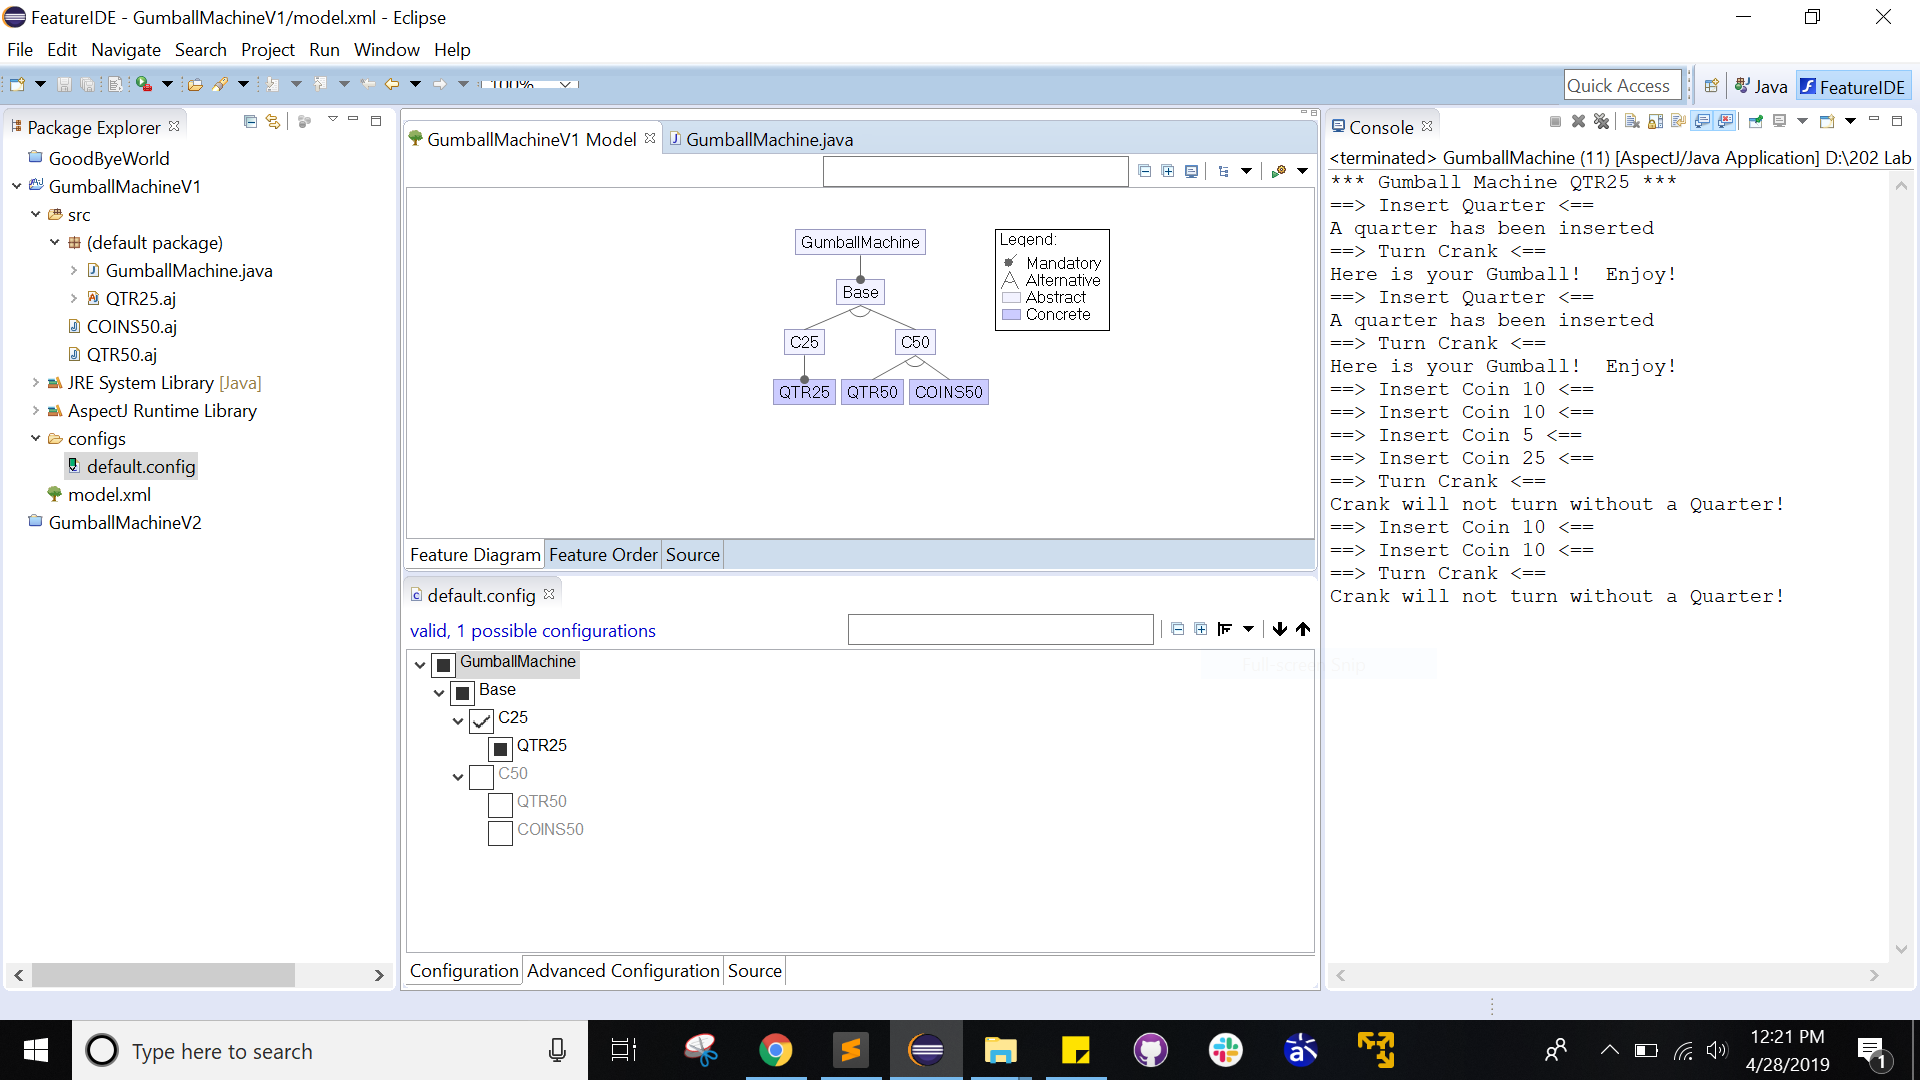 FeatureIDE - GumballMachineV1/model.xml - Eclipse
File Edit Navigate Search Project Run Window Help
100%
Quick Access
Java
FeatureIDE
Package Explorer
GoodByeWorld
GumballMachineV1
src
(default package)
GumballMachine.java
QTR25.aj
COINS50.aj
QTR50.aj
JRE System Library [Java]
AspectJ Runtime Library
configs
default.config
model.xml
GumballMachineV2
GumballMachineV1 Model
GumballMachine.java
GumballMachine
Base
C25
C50
QTR25
QTR50
COINS50
Legend:
Mandatory
Alternative
Abstract
Concrete
Feature Diagram
Feature Order
Source
default.config
valid, 1 possible configurations
GumballMachine
Base
C25
QTR25
C50
QTR50
COINS50
Configuration
Advanced Configuration
Source
Console
<terminated> GumballMachine (11) [AspectJ/Java Application] D:\202 Lab
*** Gumball Machine QTR25 ***
==> Insert Quarter <==
A quarter has been inserted
==> Turn Crank <==
Here is your Gumball!  Enjoy!
==> Insert Quarter <==
A quarter has been inserted
==> Turn Crank <==
Here is your Gumball!  Enjoy!
==> Insert Coin 10 <==
==> Insert Coin 10 <==
==> Insert Coin 5 <==
==> Insert Coin 25 <==
==> Turn Crank <==
Crank will not turn without a Quarter!
==> Insert Coin 10 <==
==> Insert Coin 10 <==
==> Turn Crank <==
Crank will not turn without a Quarter!
Full-screen Snip
Type here to search
12:21 PM
4/28/2019
1